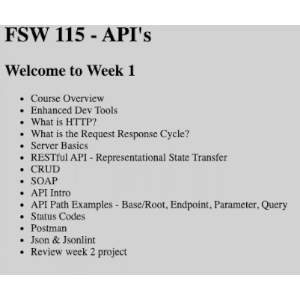 FSW 115 - API's
Welcome to Week 1
Course Overview
Enhanced Dev Tools
What is HTTP?
What is the Request Response Cycle?
Server Basics
RESTful API - Representational State Transfer
CRUD
SOAP
API Intro
API Path Examples - Base/Root, Endpoint, Parameter, Query
Status Codes
Postman
Json & Jsonlint
Review week 2 project